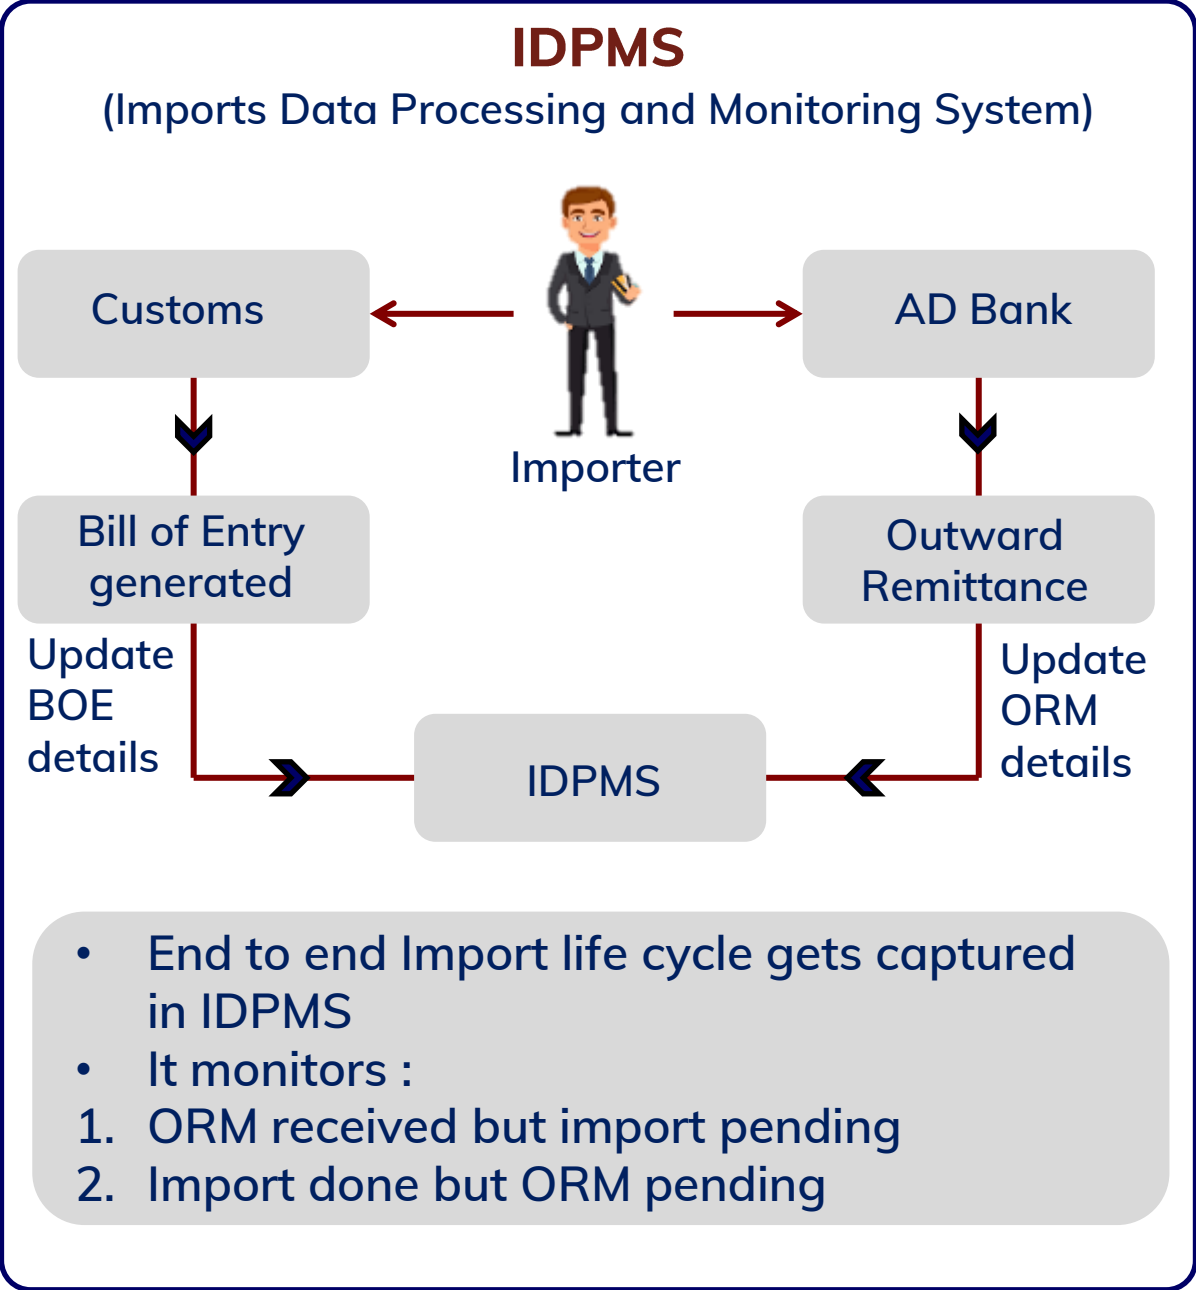 IDPMS
(Imports Data Processing and Monitoring System)
Customs
AD Bank
Importer
Bill of Entry
generated
Outward
Remittance
Update
BOE
details
Update
ORM
details
IDPMS
• End to end Import life cycle gets captured
in IDPMS
• It monitors :
1. ORM received but import pending
2. Import done but ORM pending